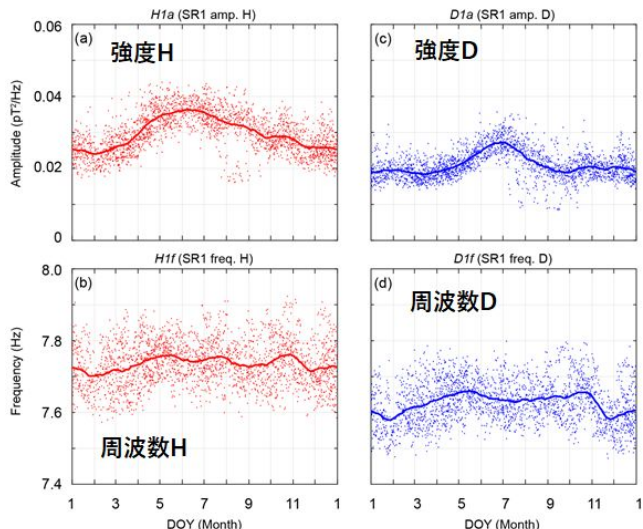 H1a (SR1 amp. H)
D1a (SR1 amp. D)
0.06
0.04
0.02
0
Amplitude (pT²/Hz)
(a)
強度H
(c)
強度D
H1f (SR1 freq. H)
D1f (SR1 freq. D)
8.0
7.8
7.6
7.4
Frequency (Hz)
(b)
周波数H
(d)
周波数D
1 3 5 7 9 11 1
1 3 5 7 9 11 1
DOY (Month)
DOY (Month)